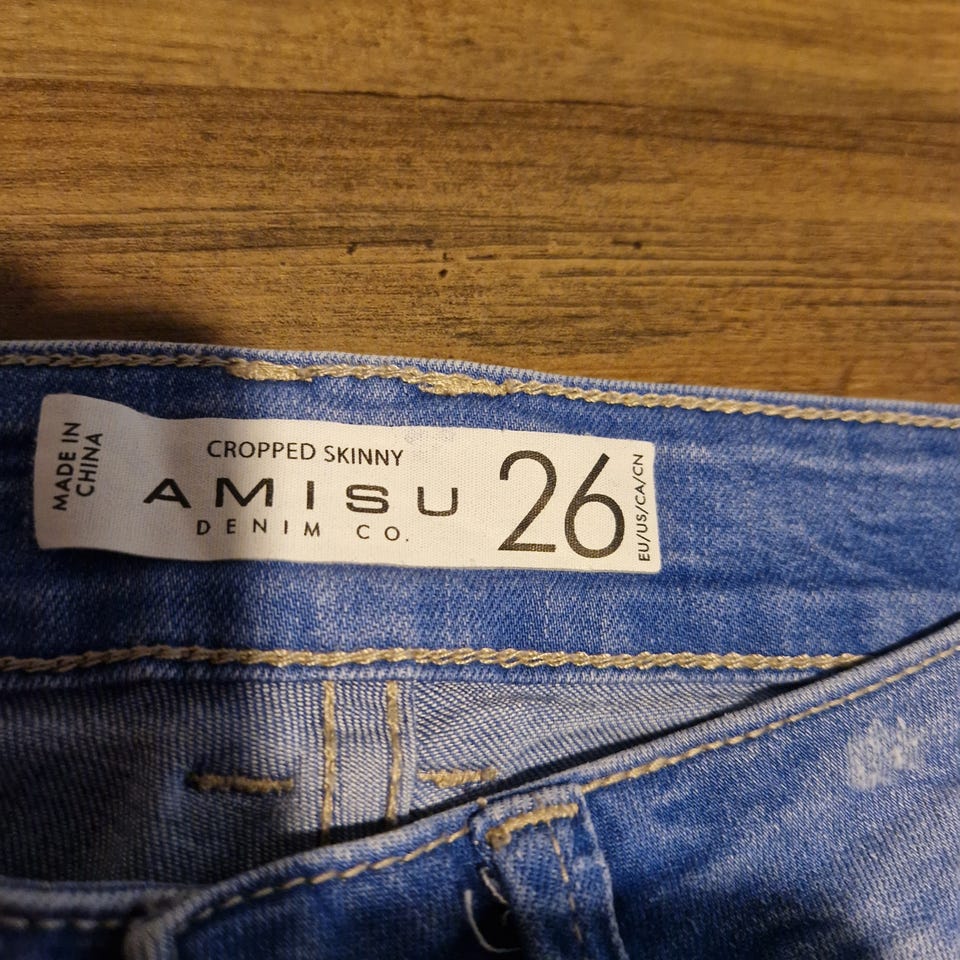 MADE IN
CHINA
CROPPED SKINNY
AMISU
DENIM CO.
26
EU/US/CA/CN